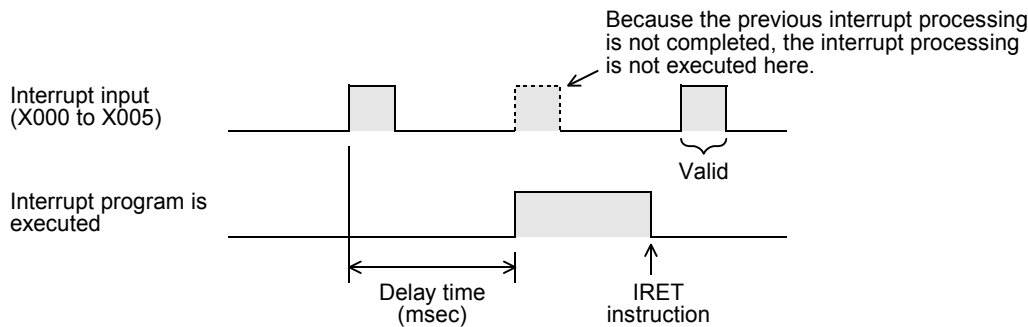 Because the previous interrupt processing
is not completed, the interrupt processing
is not executed here.
Interrupt input
(X000 to X005)
Valid
Interrupt program is
executed
Delay time
(msec)
IRET
instruction